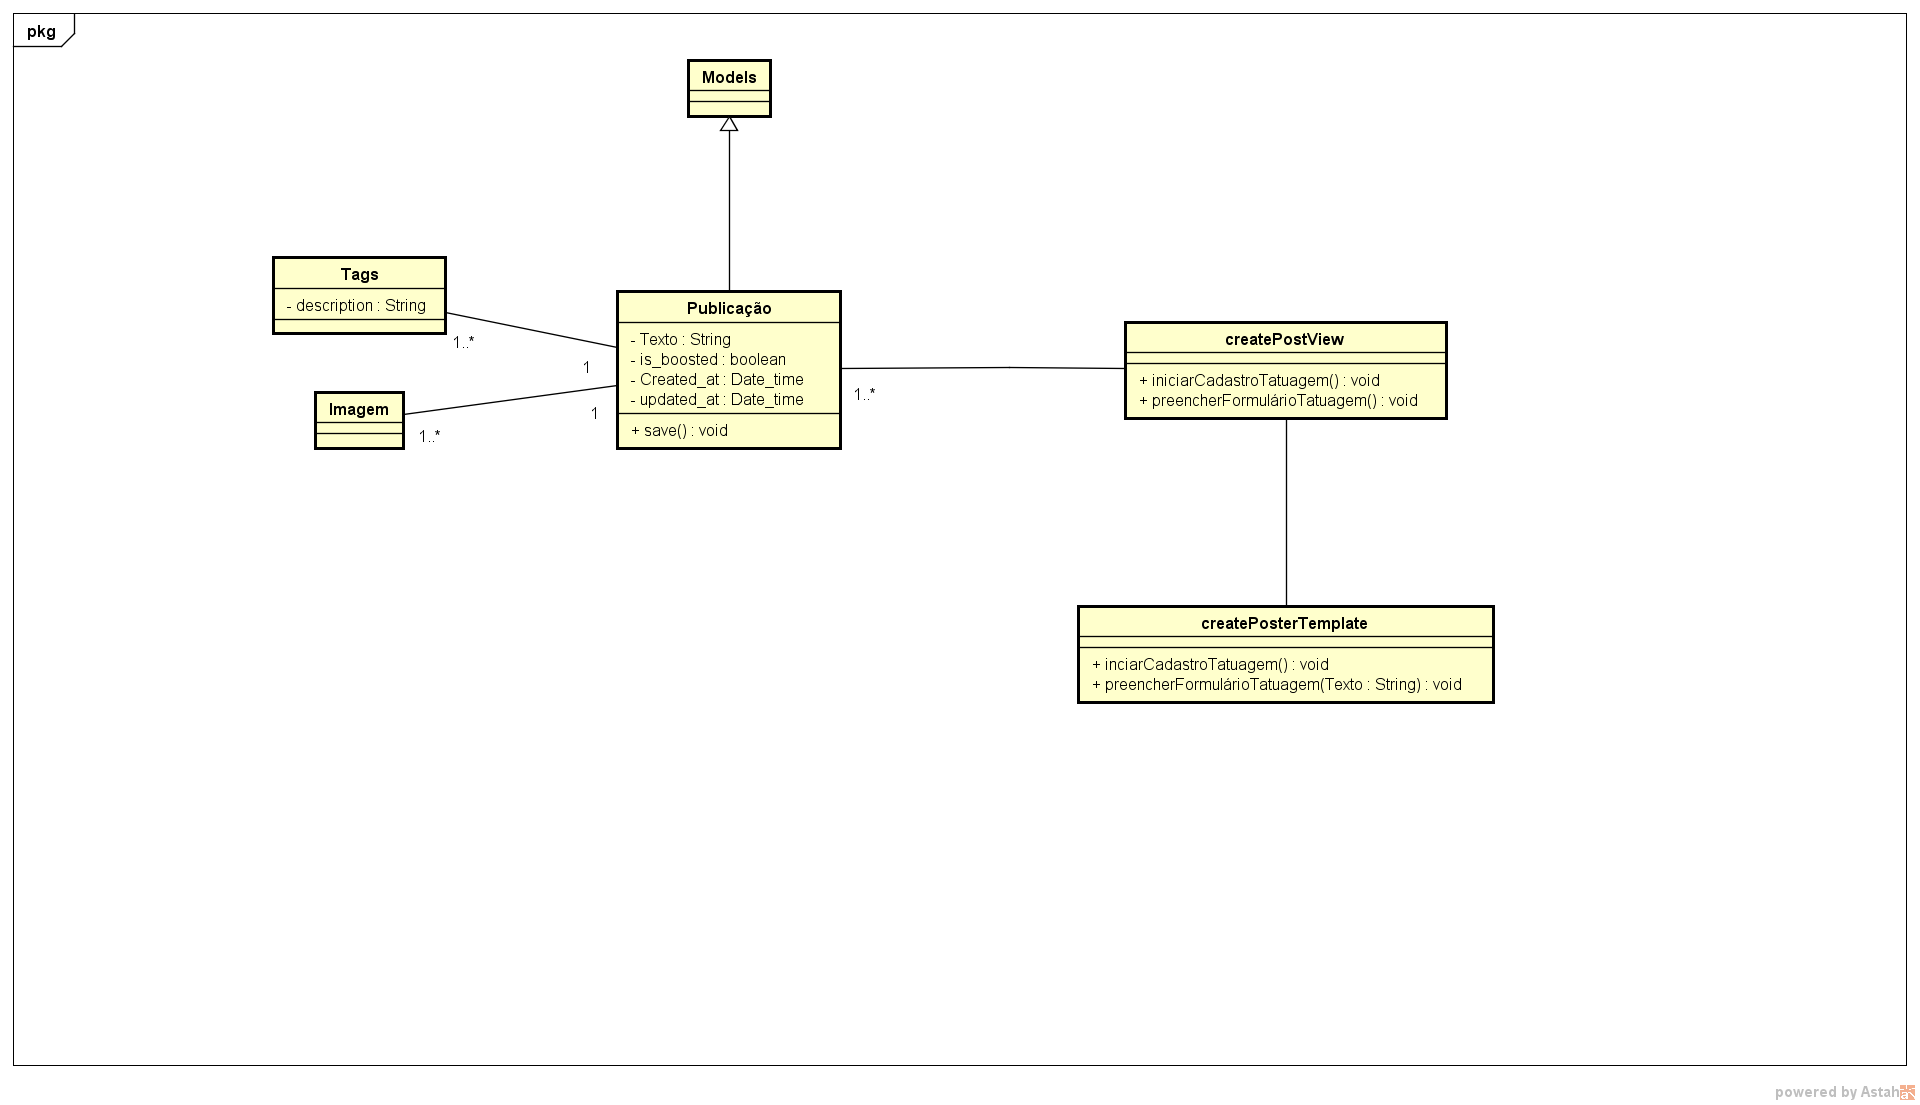 pkg
Models
Tags
- description : String
1..*
1
Imagem
1..*
1
Publicação
- Texto : String
- is_boosted : boolean
- Created_at : Date_time
- updated_at : Date_time
+ save() : void
1..*
createPostView
+ iniciarCadastroTatuagem() : void
+ preencherFormulárioTatuagem() : void
createPosterTemplate
+ inciarCadastroTatuagem() : void
+ preencherFormulárioTatuagem(Texto : String) : void
powered by Astah